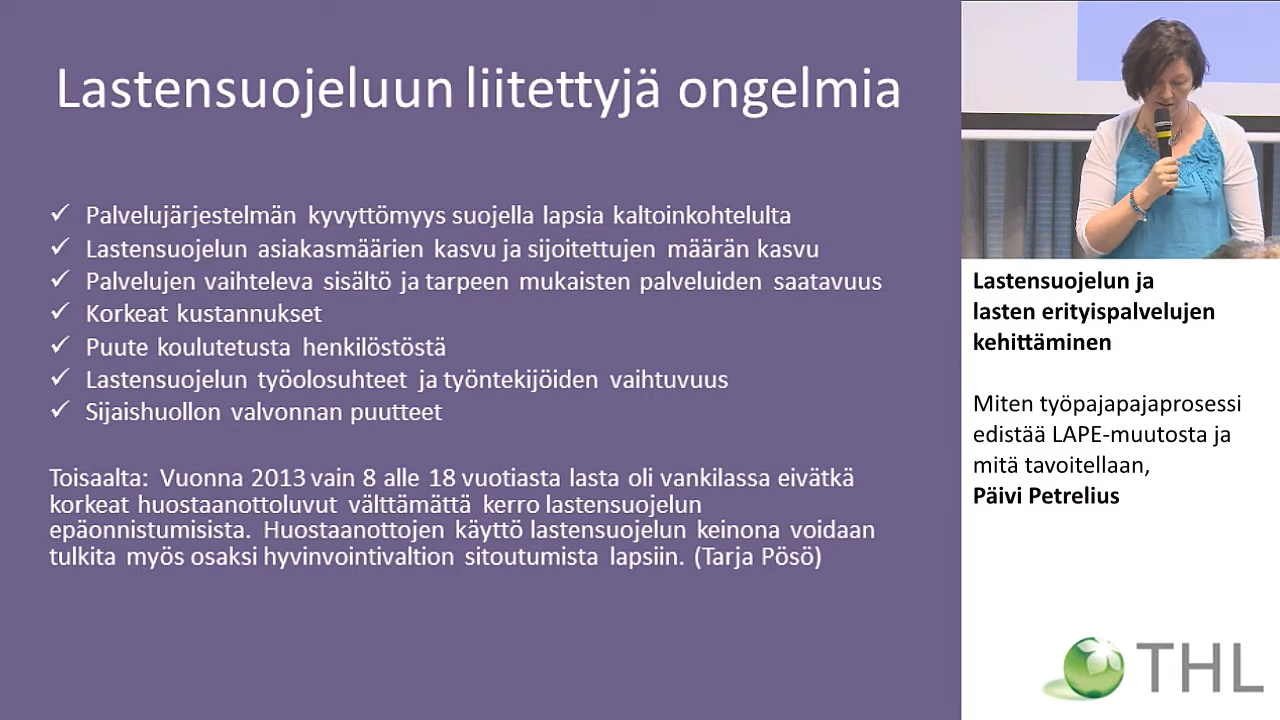 Lastensuojeluun liitettyjä ongelmia
Palvelujärjestelmän kyvyttömyys suojella lapsia kaltoinkohtelulta
Lastensuojelun asiakasmäärien kasvu ja sijoitettujen määrän kasvu
Palvelujen vaihteleva sisältö ja tarpeen mukaisten palveluiden saatavuus
Korkeat kustannukset
Puute koulutetusta henkilöstöstä
Lastensuojelun työolosuhteet ja työntekijöiden vaihtuvuus
Sijaishuollon valvonnan puutteet
Toisaalta: Vuonna 2013 vain 8 alle 18 vuotiasta lasta oli vankilassa eivätkä
korkeat huostaanottoluvut välttämättä kerro lastensuojelun
epäonnistumisista. Huostaanottojen käyttö lastensuojelun keinona voidaan
tulkita myös osaksi hyvinvointivaltion sitoutumista lapsiin. (Tarja Pösö)
Lastensuojelun ja
lasten erityispalvelujen
kehittäminen
Miten työpajapajaprosessi
edistää LAPE-muutosta ja
mitä tavoitellaan,
Päivi Petrelius
THL